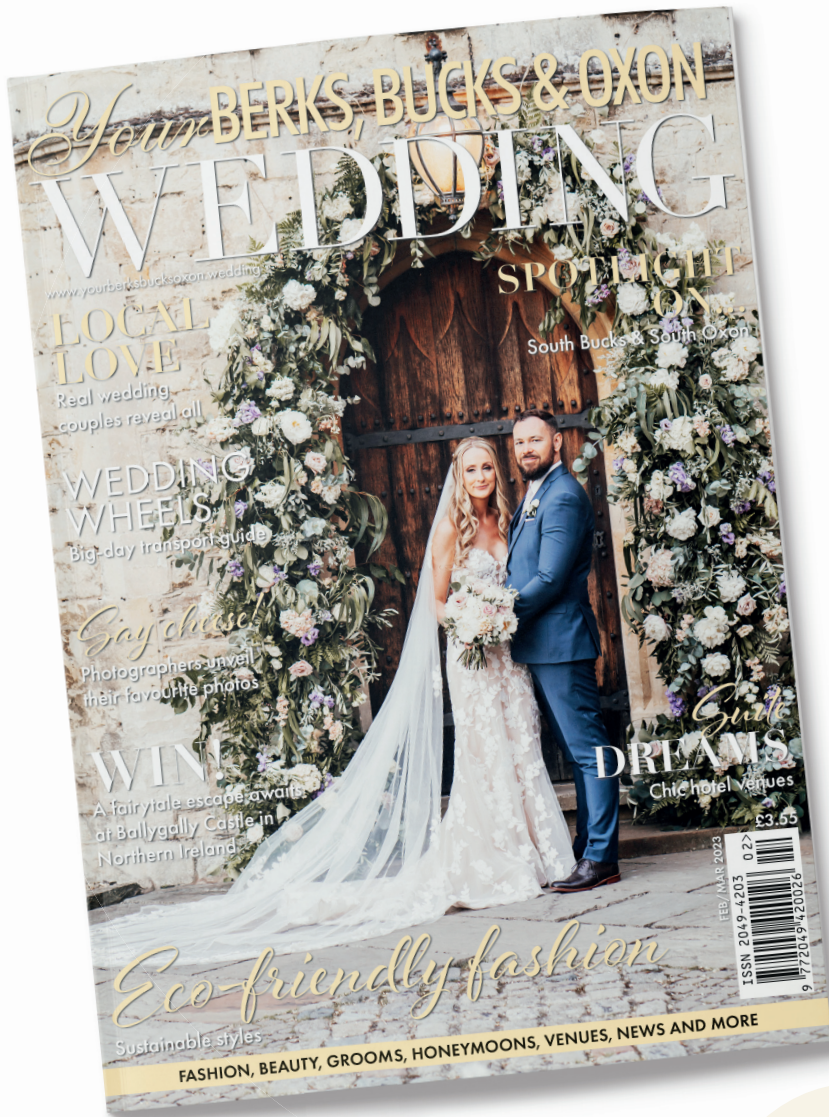 Your BERKS, BUCKS & OXON
WEDDING
www.yourberksbucksoxon.wedding
LOCAL
LOVE
Real wedding
couples reveal all
SPOTLIGHT
ON...
South Bucks & South Oxon
WEDDING
WHEELS
Big-day transport guide
Say cheese!
Photographers unveil
their favourite photos
WIN!
A fairytale escape awaits
at Ballygally Castle in
Northern Ireland
Suite
DREAMS
Chic hotel venues
£3.55
FEB/MAR 2023
ISSN 2049-4203
02>
9 772049 420026
Eco-friendly fashion
Sustainable styles
FASHION, BEAUTY, GROOMS, HONEYMOONS, VENUES, NEWS AND MORE